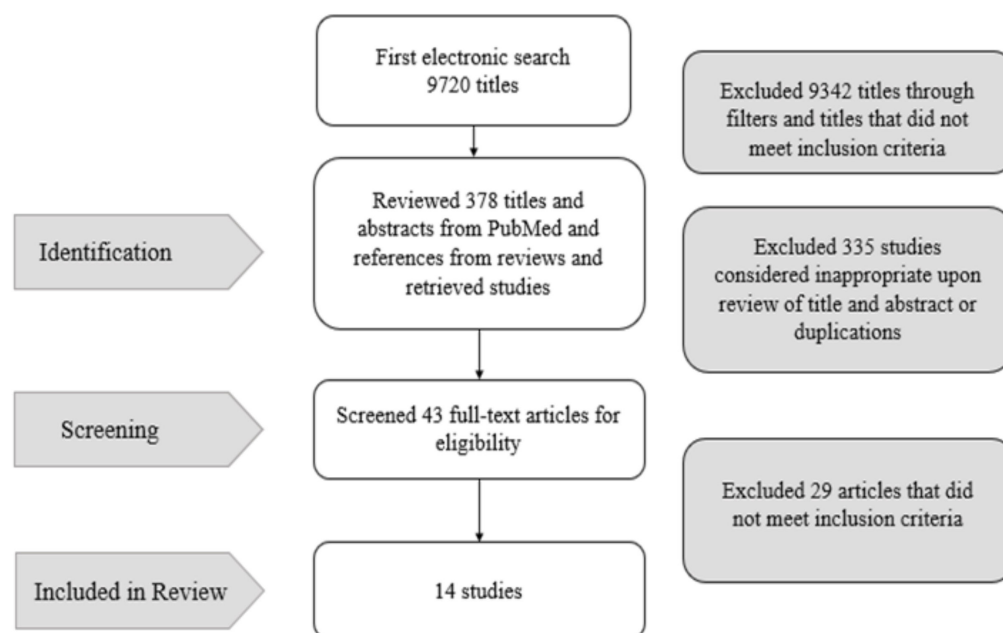 First electronic search
9720 titles
Excluded 9342 titles through
filters and titles that did not
meet inclusion criteria
Identification
Reviewed 378 titles and
abstracts from PubMed and
references from reviews and
retrieved studies
Excluded 335 studies
considered inappropriate upon
review of title and abstract or
duplications
Screening
Screened 43 full-text articles for
eligibility
Excluded 29 articles that did
not meet inclusion criteria
Included in Review
14 studies